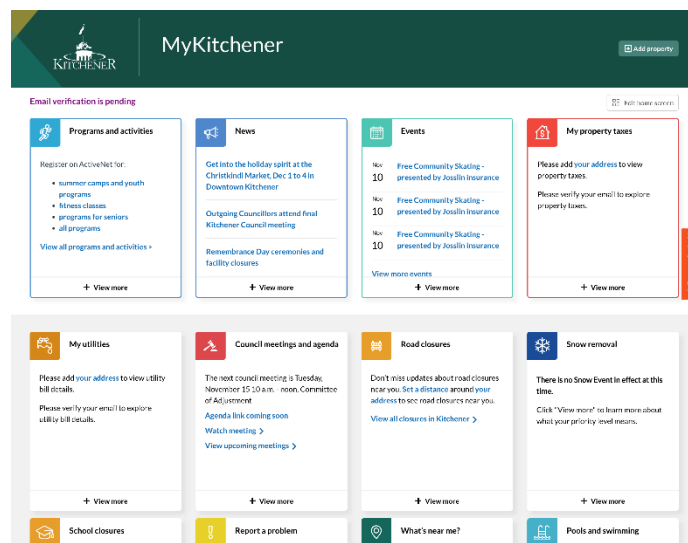 KITCHENER
MyKitchener
Add property
Email verification is pending
Edit home screen
Programs and activities
Register on ActiveNet for:
• summer camps and youth
programs
• fitness classes
• programs for seniors
• all programs
View all programs and activities »
+ View more
News
Get into the holiday spirit at the
Christkindl Market, Dec 1 to 4 in
Downtown Kitchener
Outgoing Councillors attend final
Kitchener Council meeting
Remembrance Day ceremonies and
facility closures
+ View more
Events
Nov
10
Free Community Skating -
presented by Josslin insurance
Nov
10
Free Community Skating -
presented by Josslin insurance
Nov
10
Free Community Skating -
presented by Josslin insurance
View more events
+ View more
My property taxes
Please add your address to view
property taxes.
Please verify your email to explore
property taxes.
+ View more
My utilities
Please add your address to view utility
bill details.
Please verify your email to explore
utility bill details.
+ View more
Council meetings and agenda
The next council meeting is Tuesday,
November 15 10 a.m. - noon, Committee
of Adjustment
Agenda link coming soon
Watch meeting >
View upcoming meetings >
+ View more
Road closures
Don't miss updates about road closures
near you. Set a distance around your
address to see road closures near you.
View all closures in Kitchener >
+ View more
Snow removal
There is no Snow Event in effect at this
time.
Click "View more" to learn more about
what your priority level means.
+ View more
School closures
Report a problem
What's near me?
Pools and swimming